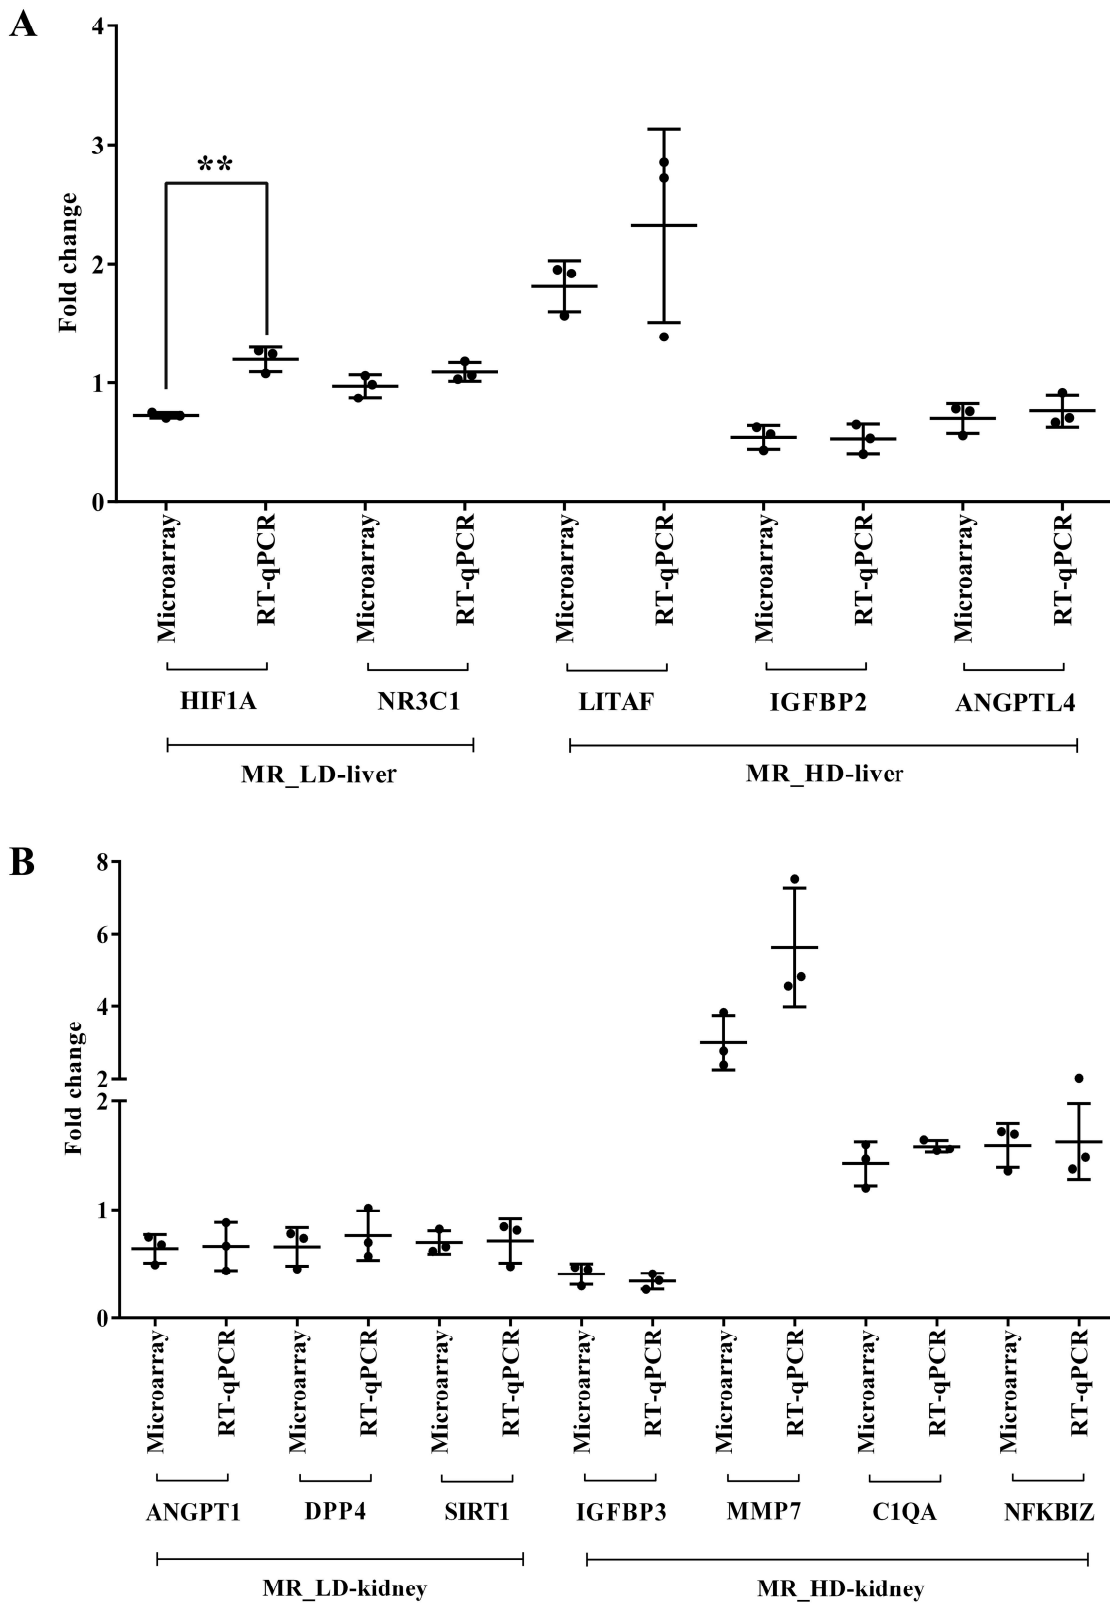 A
4
3
2
1
0
Fold change
**
Microarray
RT-qPCR
Microarray
RT-qPCR
Microarray
RT-qPCR
Microarray
RT-qPCR
Microarray
RT-qPCR
HIF1A NR3C1 LITAF IGFBP2 ANGPTL4
MR_LD-liver MR_HD-liver
B
8
6
4
2
2
1
0
Fold change
Microarray
RT-qPCR
Microarray
RT-qPCR
Microarray
RT-qPCR
Microarray
RT-qPCR
Microarray
RT-qPCR
Microarray
RT-qPCR
Microarray
RT-qPCR
ANGPT1 DPP4 SIRT1 IGFBP3 MMP7 C1QA NFKBIZ
MR_LD-kidney MR_HD-kidney